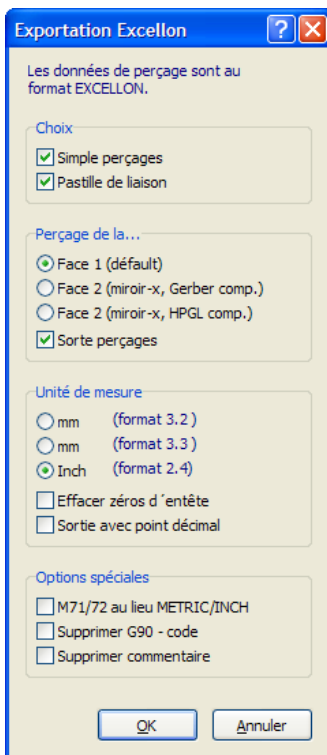 Exportation Excellon
Les données de perçage sont au
format EXCELLON.
Choix
Simple perçages
Pastille de liaison
Perçage de la...
Face 1 (défault)
Face 2 (miroir-x, Gerber comp.)
Face 2 (miroir-x, HPGL comp.)
Sorte perçages
Unité de mesure
mm (format 3.2 )
mm (format 3.3 )
Inch (format 2.4)
Effacer zéros d ´entête
Sortie avec point décimal
Options spéciales
M71/72 au lieu METRIC/INCH
Supprimer G90 - code
Supprimer commentaire
OK Annuler